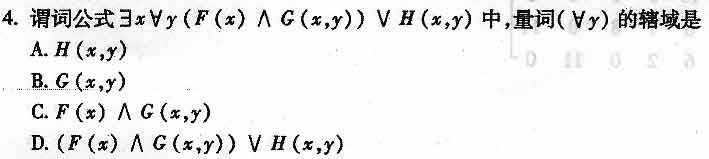 4. 谓词公式∃x∀y(F(x)∧G(x,y))∨H(x,y)中,量词(∀y)的辖域是
A. H(x,y)
B. G(x,y)
C. F(x)∧G(x,y)
D. (F(x)∧G(x,y))∨H(x,y)